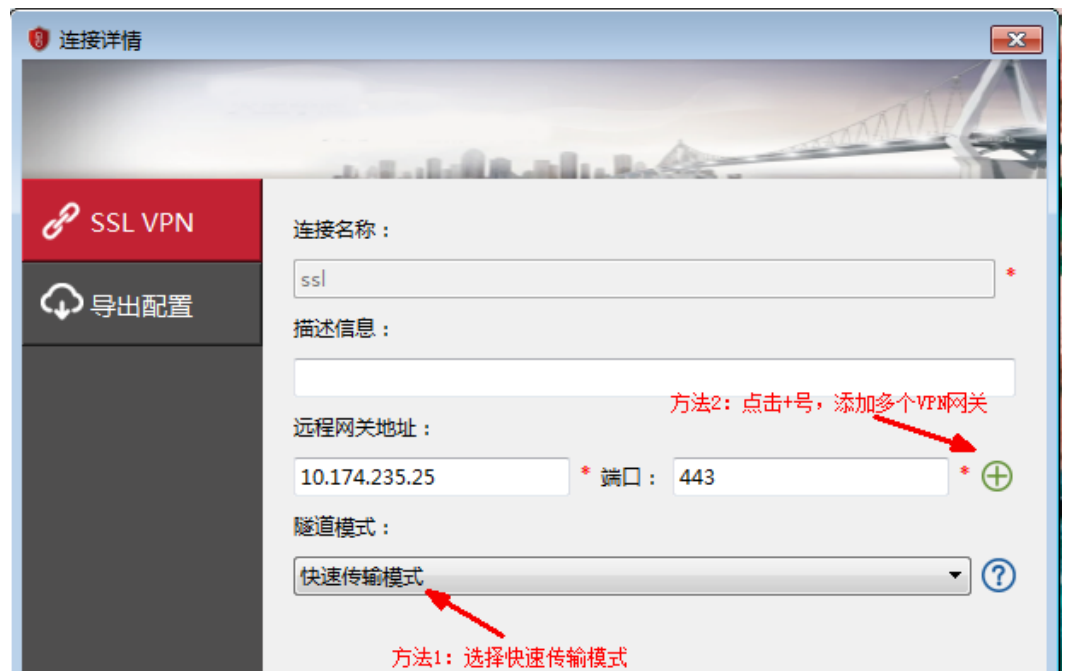 连接详情
SSL VPN
导出配置
连接名称：
ssl
*
描述信息：
方法2：点击+号，添加多个VPN网关
远程网关地址：
10.174.235.25 * 端口： 443 *
隧道模式：
快速传输模式
方法1：选择快速传输模式